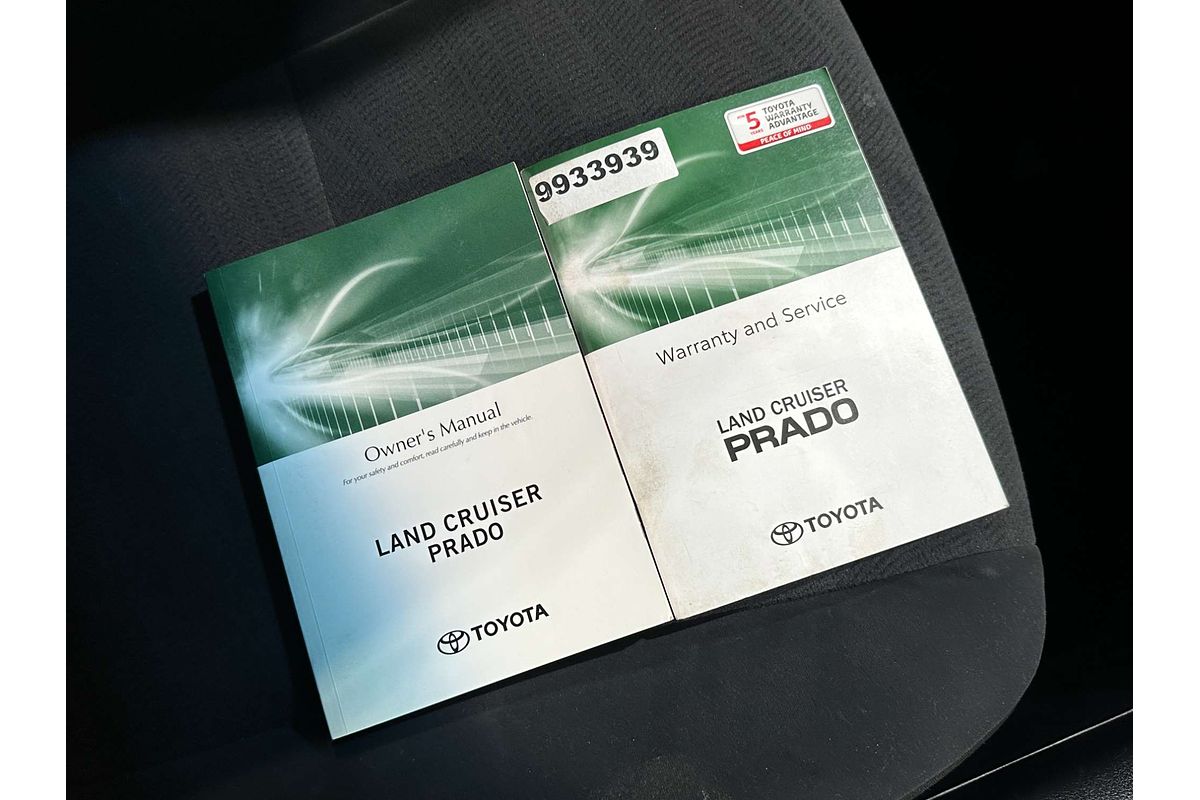 Owner's Manual
For your safety and comfort, read carefully and keep in the vehicle.
LAND CRUISER
PRADO
TOYOTA
9933939
5
YEARS
TOYOTA
WARRANTY
ADVANTAGE
PEACE OF MIND
Warranty and Service
LAND CRUISER
PRADO
TOYOTA